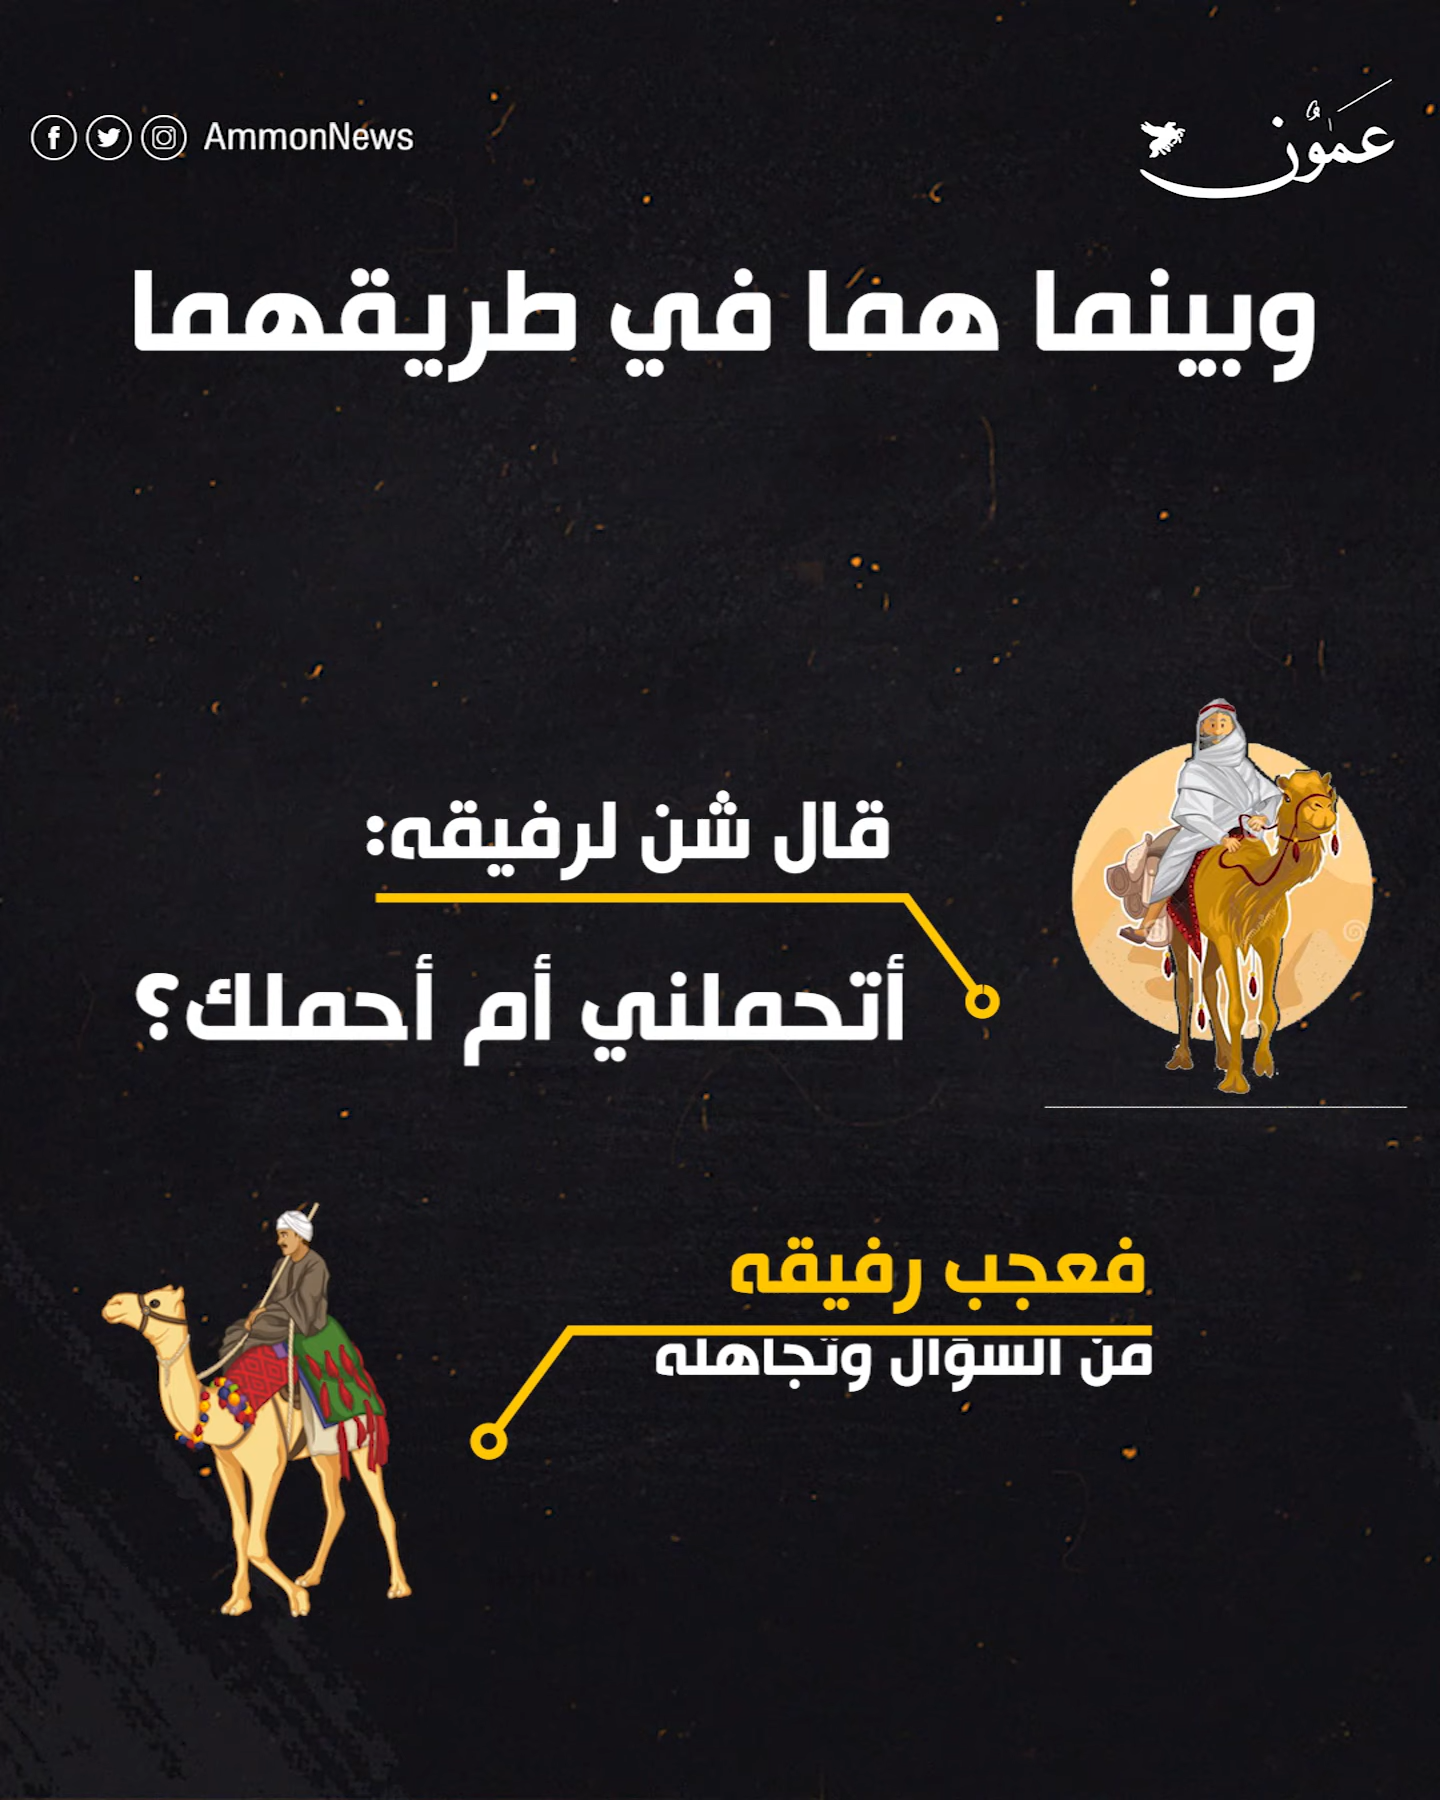 AmmonNews
عمون
وبينما هما في طريقهما
قال شن لرفيقه:
أتحملني أم أحملك؟
فعجب رفيقه
من السؤال وتجاهله